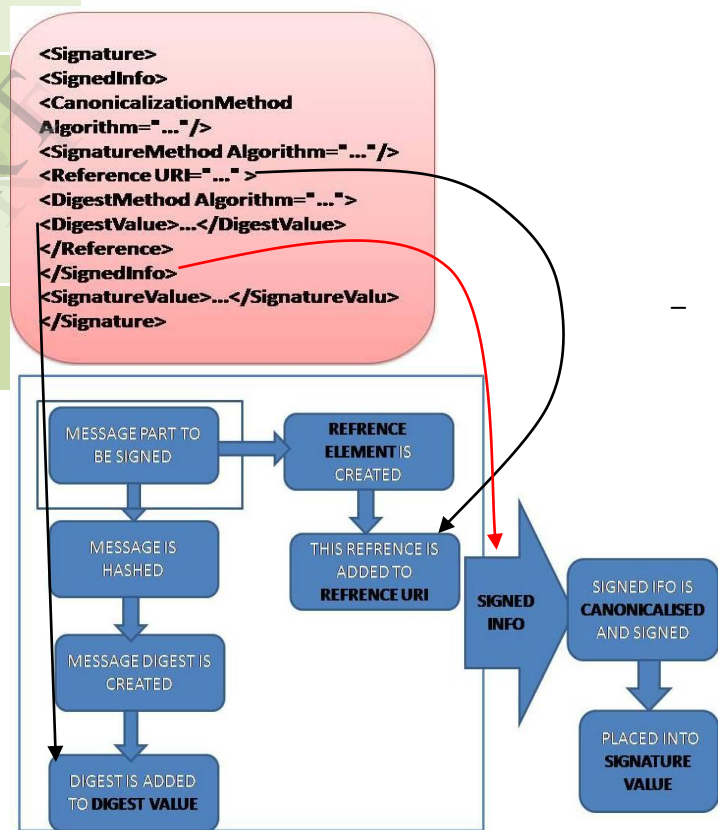 <Signature>
<SignedInfo>
<CanonicalizationMethod
Algorithm="..."/>
<SignatureMethod Algorithm="..."/>
<Reference URI="..." >
<DigestMethod Algorithm="...">
<DigestValue>...</DigestValue>
</Reference>
</SignedInfo>
<SignatureValue>...</SignatureValu>
</Signature>
MESSAGE PART TO
BE SIGNED
REFRENCE
ELEMENT IS
CREATED
MESSAGE IS
HASHED
THIS REFRENCE IS
ADDED TO
REFRENCE URI
MESSAGE DIGEST IS
CREATED
DIGEST IS ADDED
TO DIGEST VALUE
SIGNED
INFO
SIGNED IFO IS
CANONICALISED
AND SIGNED
PLACED INTO
SIGNATURE
VALUE